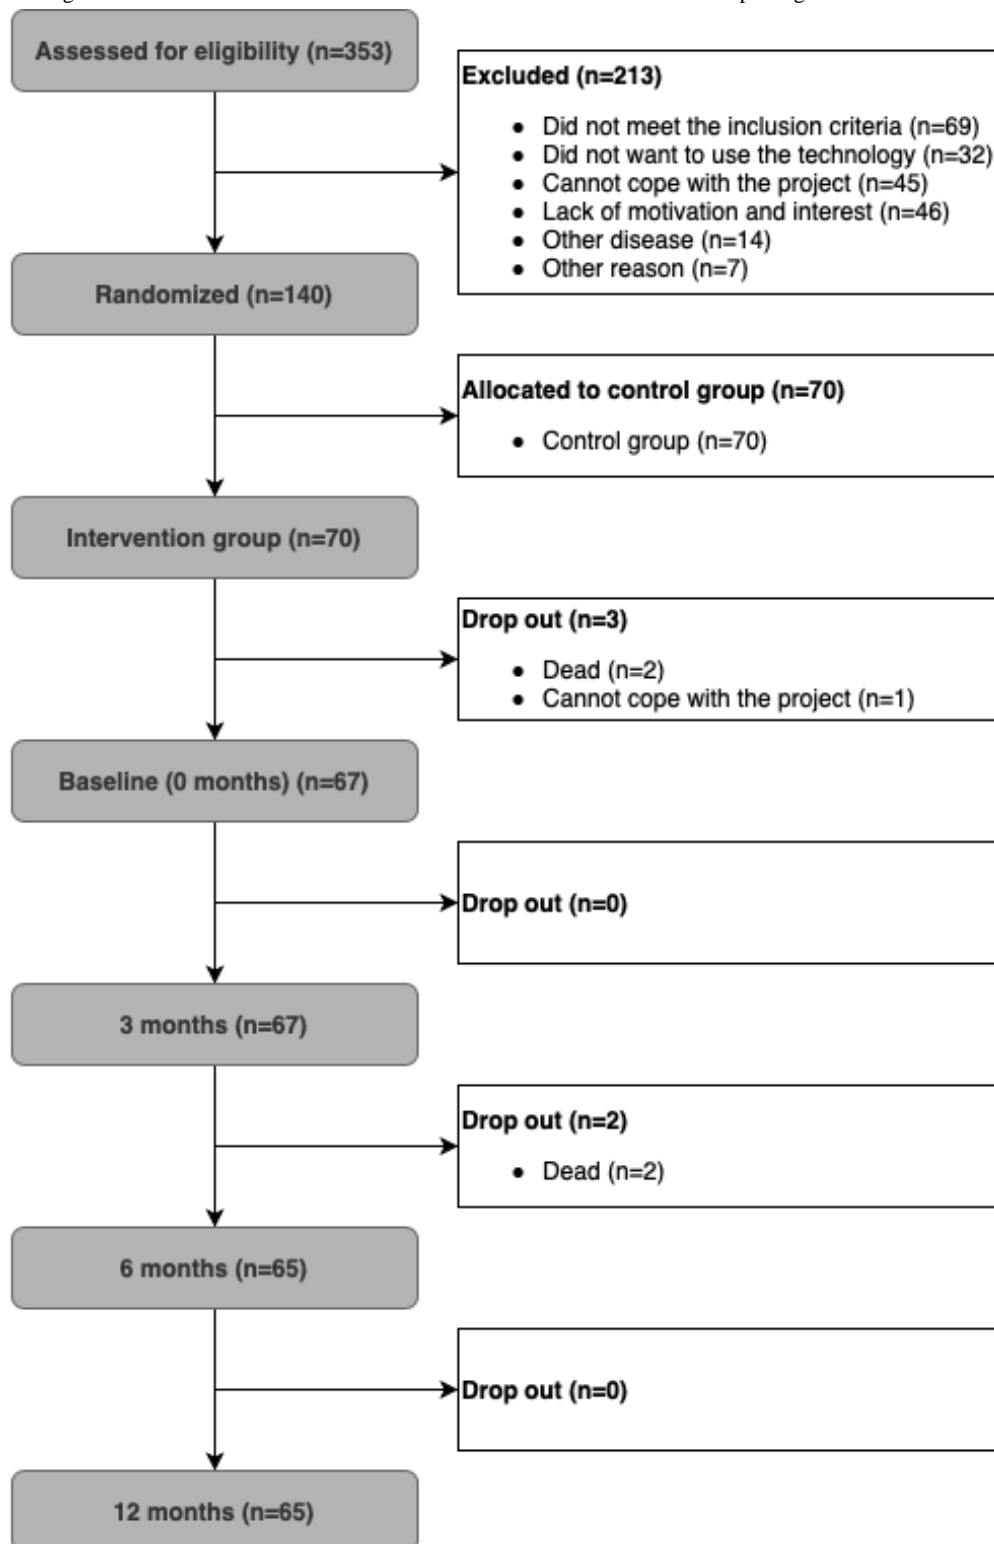 Assessed for eligibility (n=353)
Excluded (n=213)
• Did not meet the inclusion criteria (n=69)
• Did not want to use the technology (n=32)
• Cannot cope with the project (n=45)
• Lack of motivation and interest (n=46)
• Other disease (n=14)
• Other reason (n=7)
Randomized (n=140)
Allocated to control group (n=70)
• Control group (n=70)
Intervention group (n=70)
Drop out (n=3)
• Dead (n=2)
• Cannot cope with the project (n=1)
Baseline (0 months) (n=67)
Drop out (n=0)
3 months (n=67)
Drop out (n=2)
• Dead (n=2)
6 months (n=65)
Drop out (n=0)
12 months (n=65)